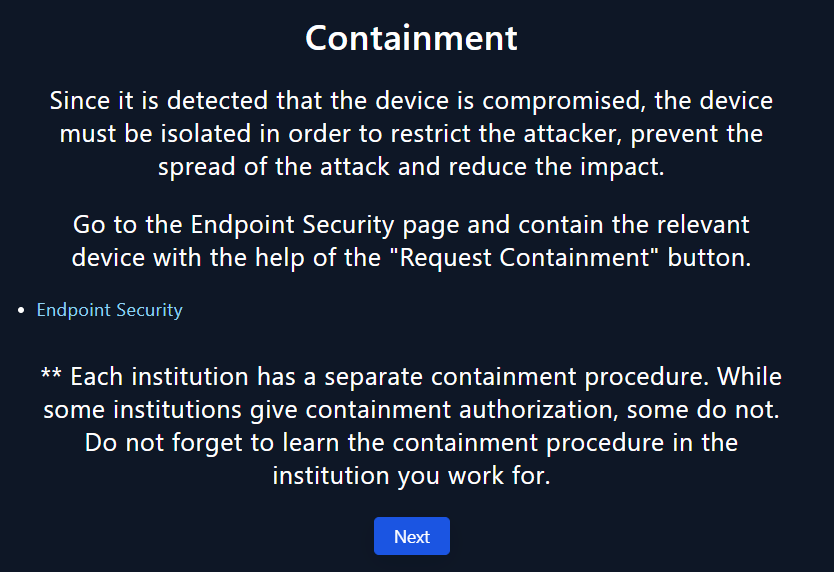 Containment
Since it is detected that the device is compromised, the device
must be isolated in order to restrict the attacker, prevent the
spread of the attack and reduce the impact.
Go to the Endpoint Security page and contain the relevant
device with the help of the "Request Containment" button.
• Endpoint Security
** Each institution has a separate containment procedure. While
some institutions give containment authorization, some do not.
Do not forget to learn the containment procedure in the
institution you work for.
Next